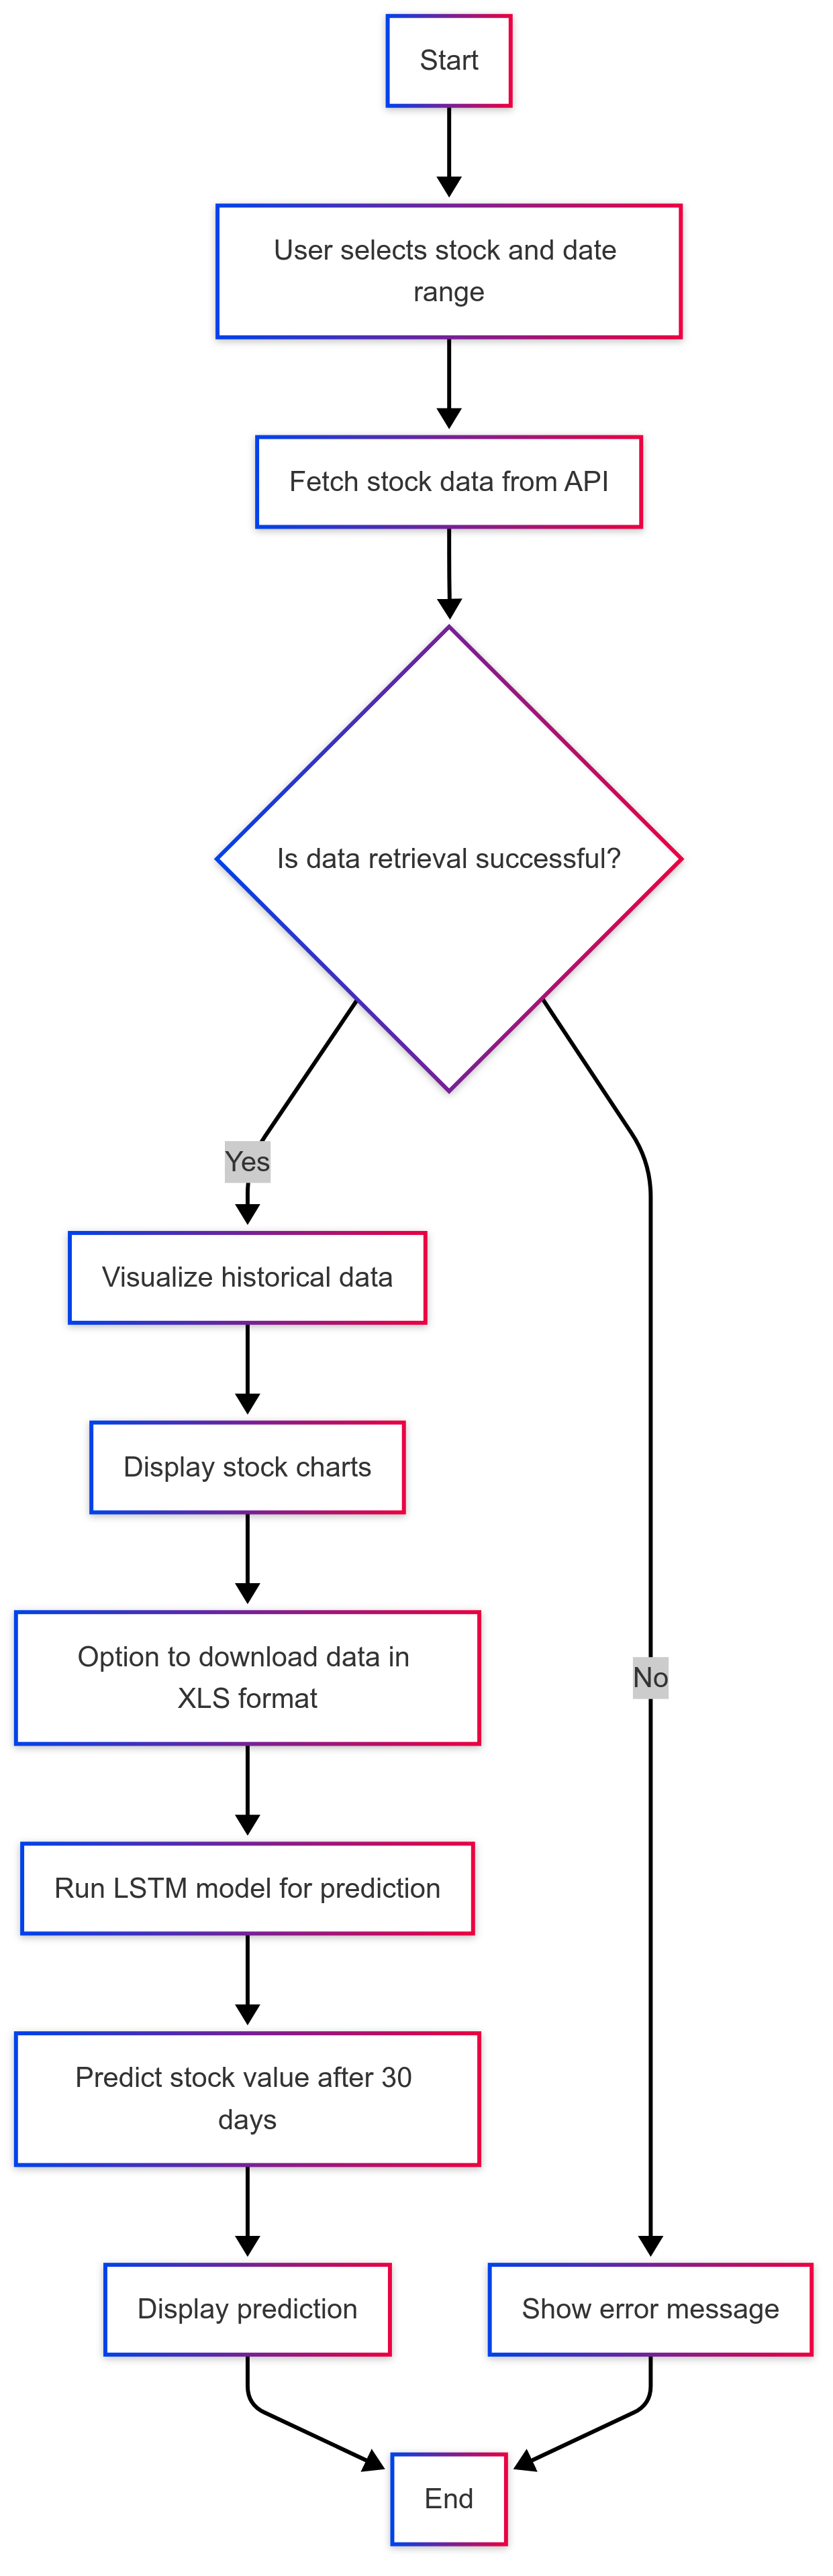 Start
User selects stock and date
range
Fetch stock data from API
Is data retrieval successful?
Yes
Visualize historical data
Display stock charts
Option to download data in
XLS format
No
Run LSTM model for prediction
Predict stock value after 30
days
Display prediction
Show error message
End